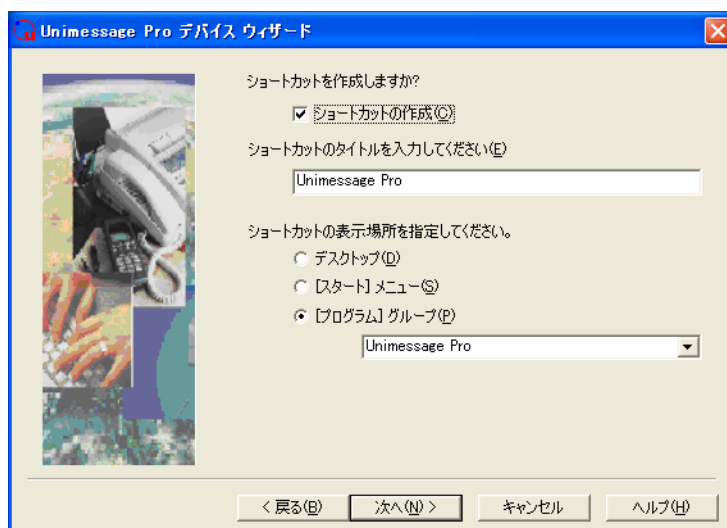 Unimessage Pro デバイス ウィザード
ショートカットを作成しますか?
ショートカットの作成(C)
ショートカットのタイトルを入力してください(E)
Unimessage Pro
ショートカットの表示場所を指定してください。
デスクトップ(D)
[スタート] メニュー(S)
[プログラム] グループ(P)
Unimessage Pro
< 戻る(B)
次へ(N) >
キャンセル
ヘルプ(H)